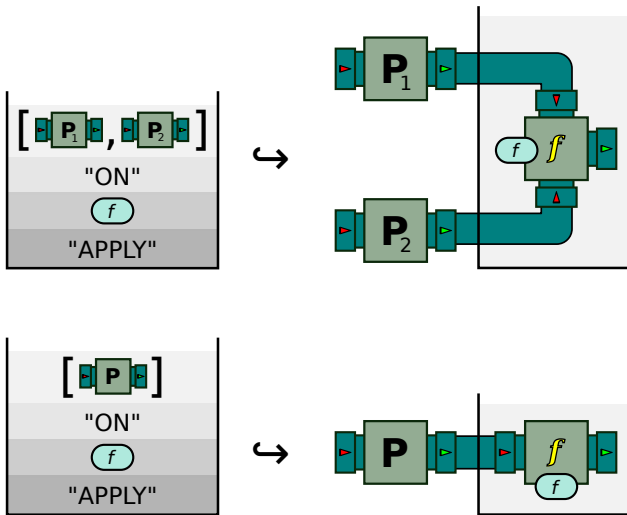 [ P1 , P2 ]
"ON"
f
"APPLY"
↪
P1
f f
P2
[ P ]
"ON"
f
"APPLY"
↪
P
f
f